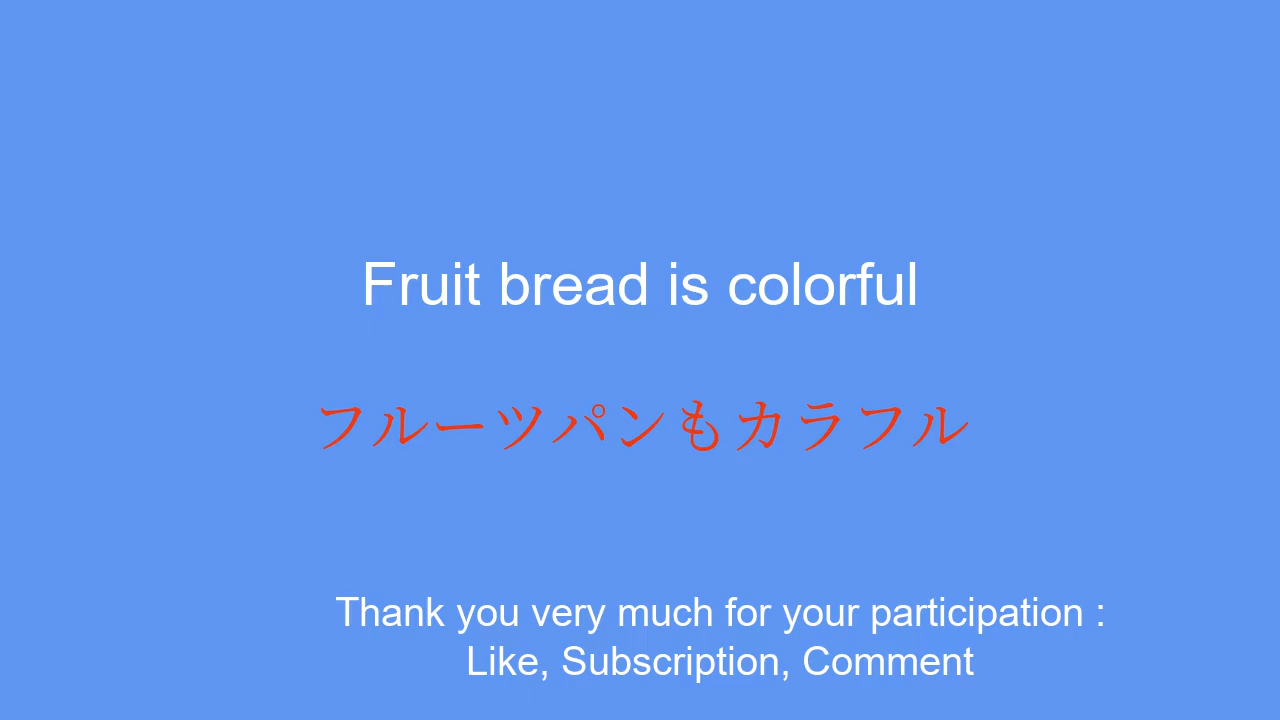 Fruit bread is colorful
フルーツパンもカラフル
Thank you very much for your participation :
Like, Subscription, Comment